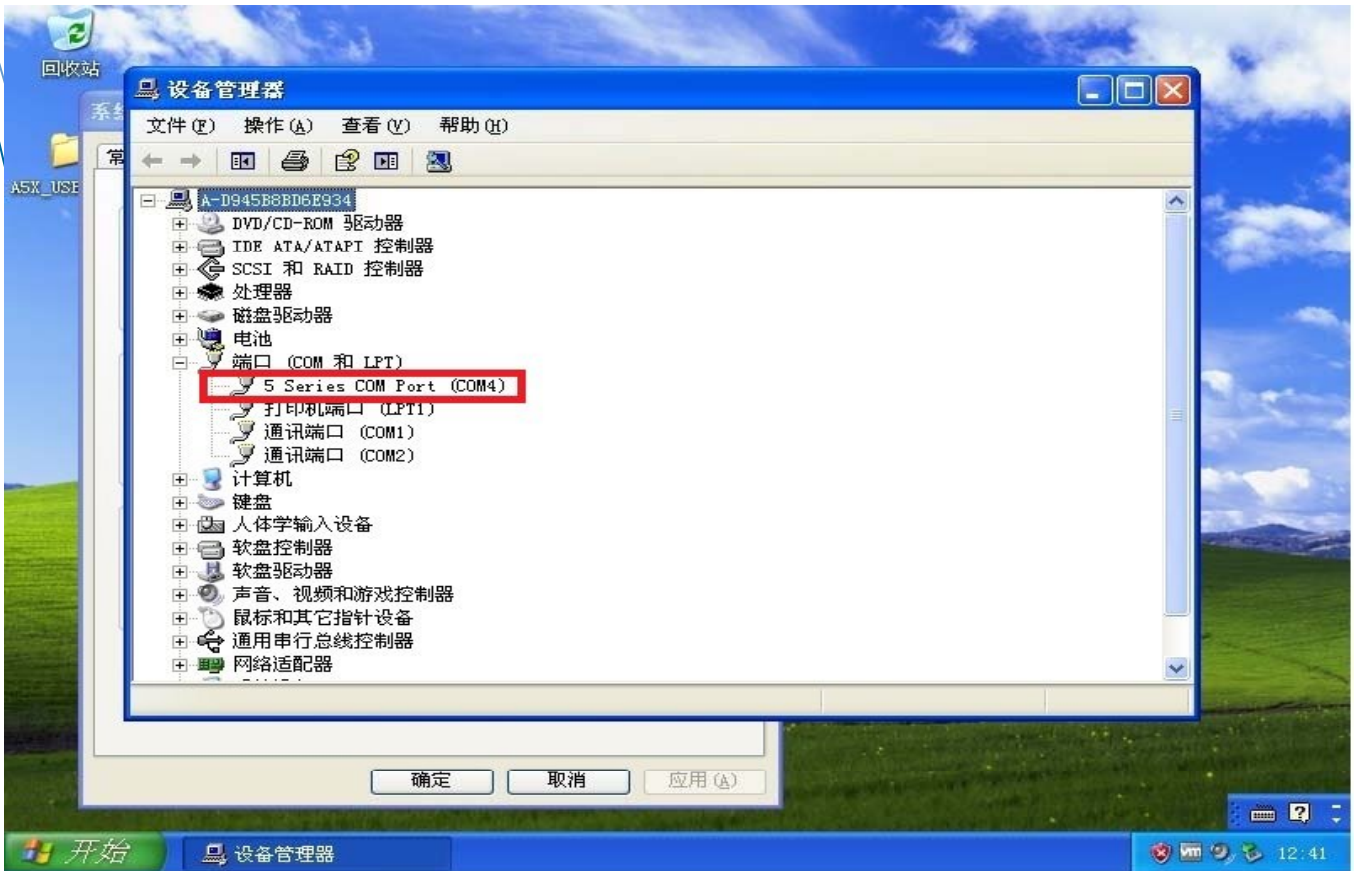 回收站
设备管理器
系统
文件(F) 操作(A) 查看(V) 帮助(H)
常
A5X_USB
A-D945B8BD6E934
DVD/CD-ROM 驱动器
IDE ATA/ATAPI 控制器
SCSI 和 RAID 控制器
处理器
磁盘驱动器
电池
端口 (COM 和 LPT)
5 Series COM Port (COM4)
打印机端口 (LPT1)
通讯端口 (COM1)
通讯端口 (COM2)
计算机
键盘
人体学输入设备
软盘控制器
软盘驱动器
声音、视频和游戏控制器
鼠标和其它指针设备
通用串行总线控制器
网络适配器
确定 取消 应用(A)
开始 设备管理器 vm 12:41